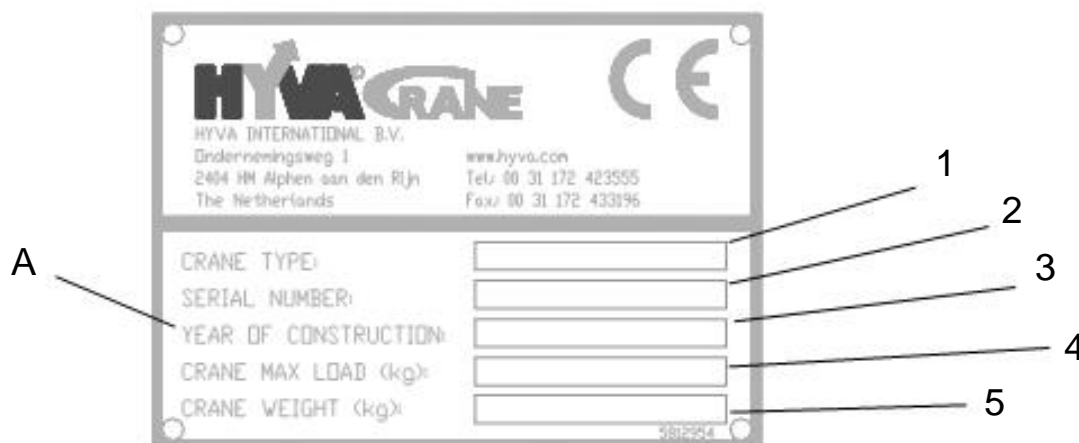 HYVA® CRANE CE
HYVA INTERNATIONAL B.V.
Ondernemingsweg 1
2404 HM Alphen aan den Rijn
The Netherlands
www.hyva.com
Tel: 00 31 172 423555
Fax: 00 31 172 433196
1
2
3
4
5
A
CRANE TYPE:
SERIAL NUMBER:
YEAR OF CONSTRUCTION:
CRANE MAX LOAD (kg):
CRANE WEIGHT (kg):
5812954